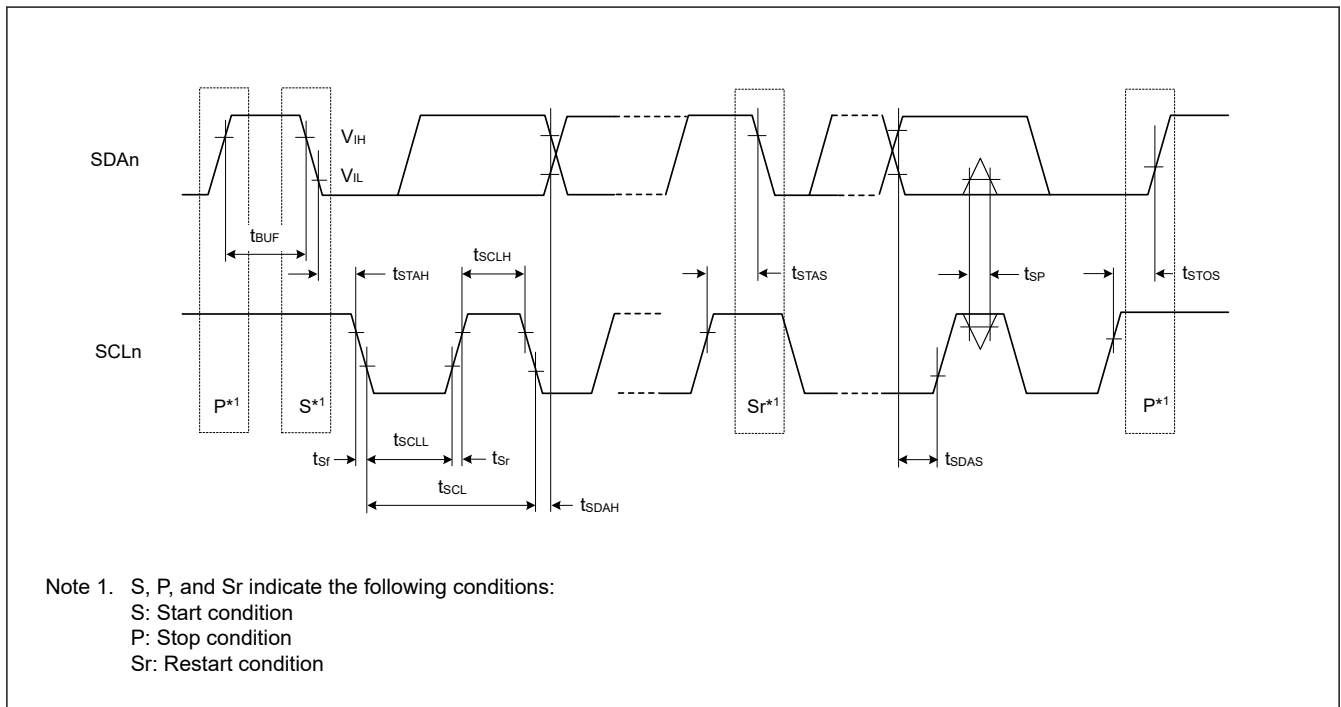 SDAn
VIH
VIL
tBUF
tSTAH
tSCLH
tSTAS
tSP
tSTOS
SCLn
P*1
S*1
Sr*1
P*1
tSf
tSCLL
tSr
tSDAS
tSCL
tSDAH
Note 1. S, P, and Sr indicate the following conditions:
S: Start condition
P: Stop condition
Sr: Restart condition